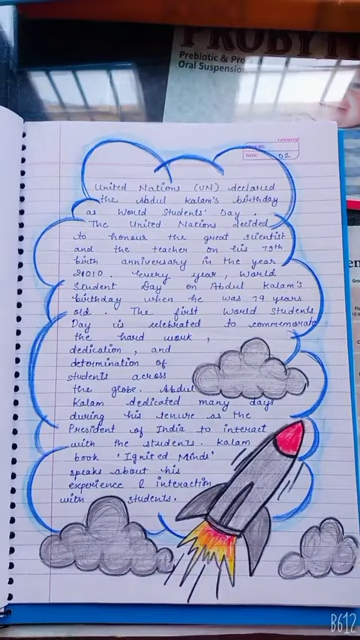 PROBY
Prebiotic & Pro
Oral Suspension
DATE: 02
United Nations (UN) declared
the Abdul Kalam's birthday
as World Students' Day.
The United Nations decided
to honour the great scientist
and the teacher on his 79th
birth anniversary in the year
2010. Every year, World
Student Day on Abdul Kalam's
birthday when he was 79 years
old. The first World Students
Day is celebrated to commemorate
the hard work,
dedication, and
determination of
students across
the globe. Abdul
Kalam dedicated many days
during his tenure as the
President of India to interact
with the students. Kalam
book 'Ignited Minds'
speaks about his
experience & interaction
with students.
B612